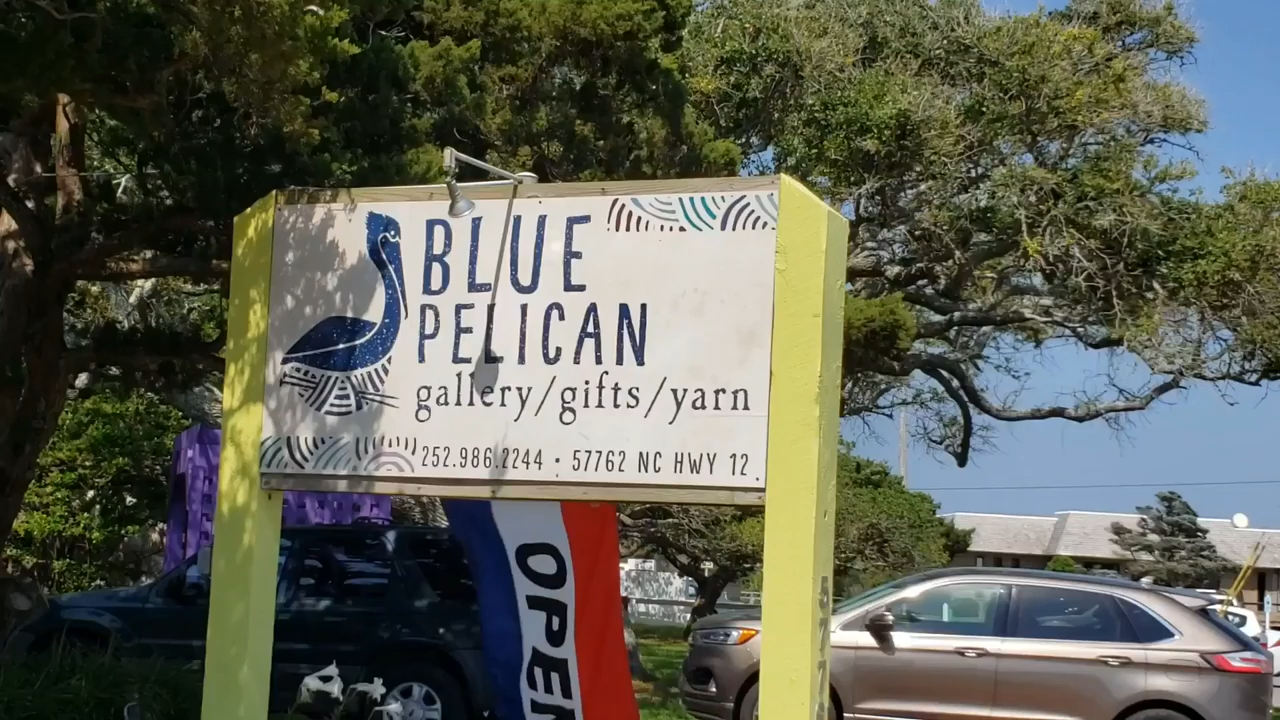 BLUE
PELICAN
gallery/gifts/yarn
252.986.2244 · 57762 NC HWY 12
OPEN